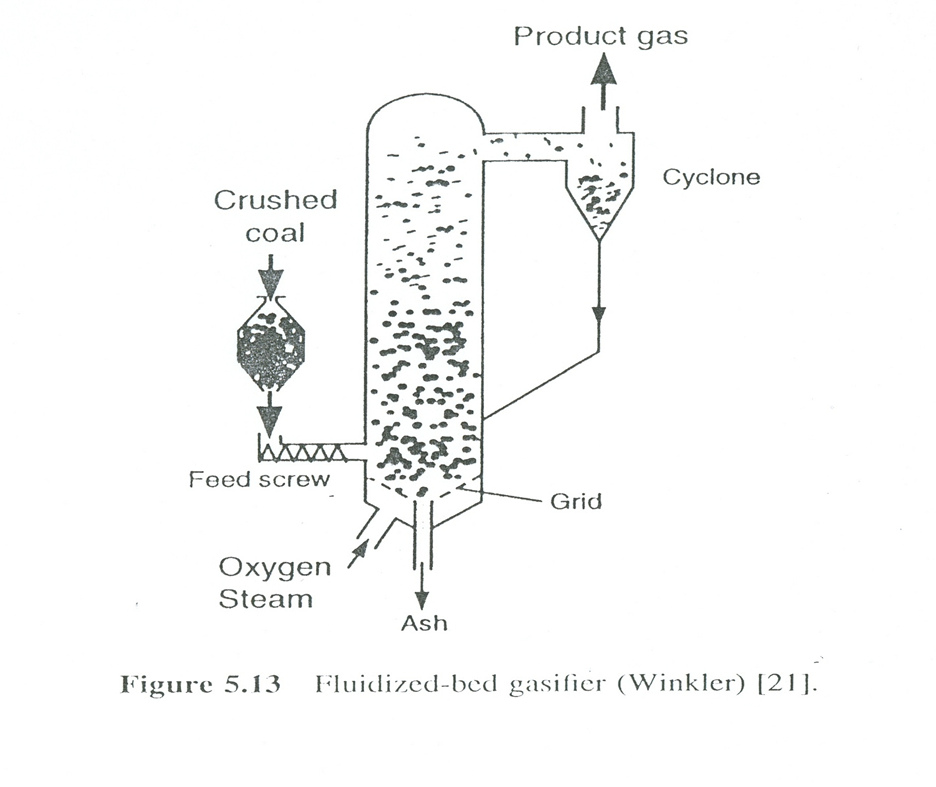 Product gas
Cyclone
Crushed
coal
Feed screw
Grid
Oxygen
Steam
Ash
Figure 5.13 Fluidized-bed gasifier (Winkler) [21].